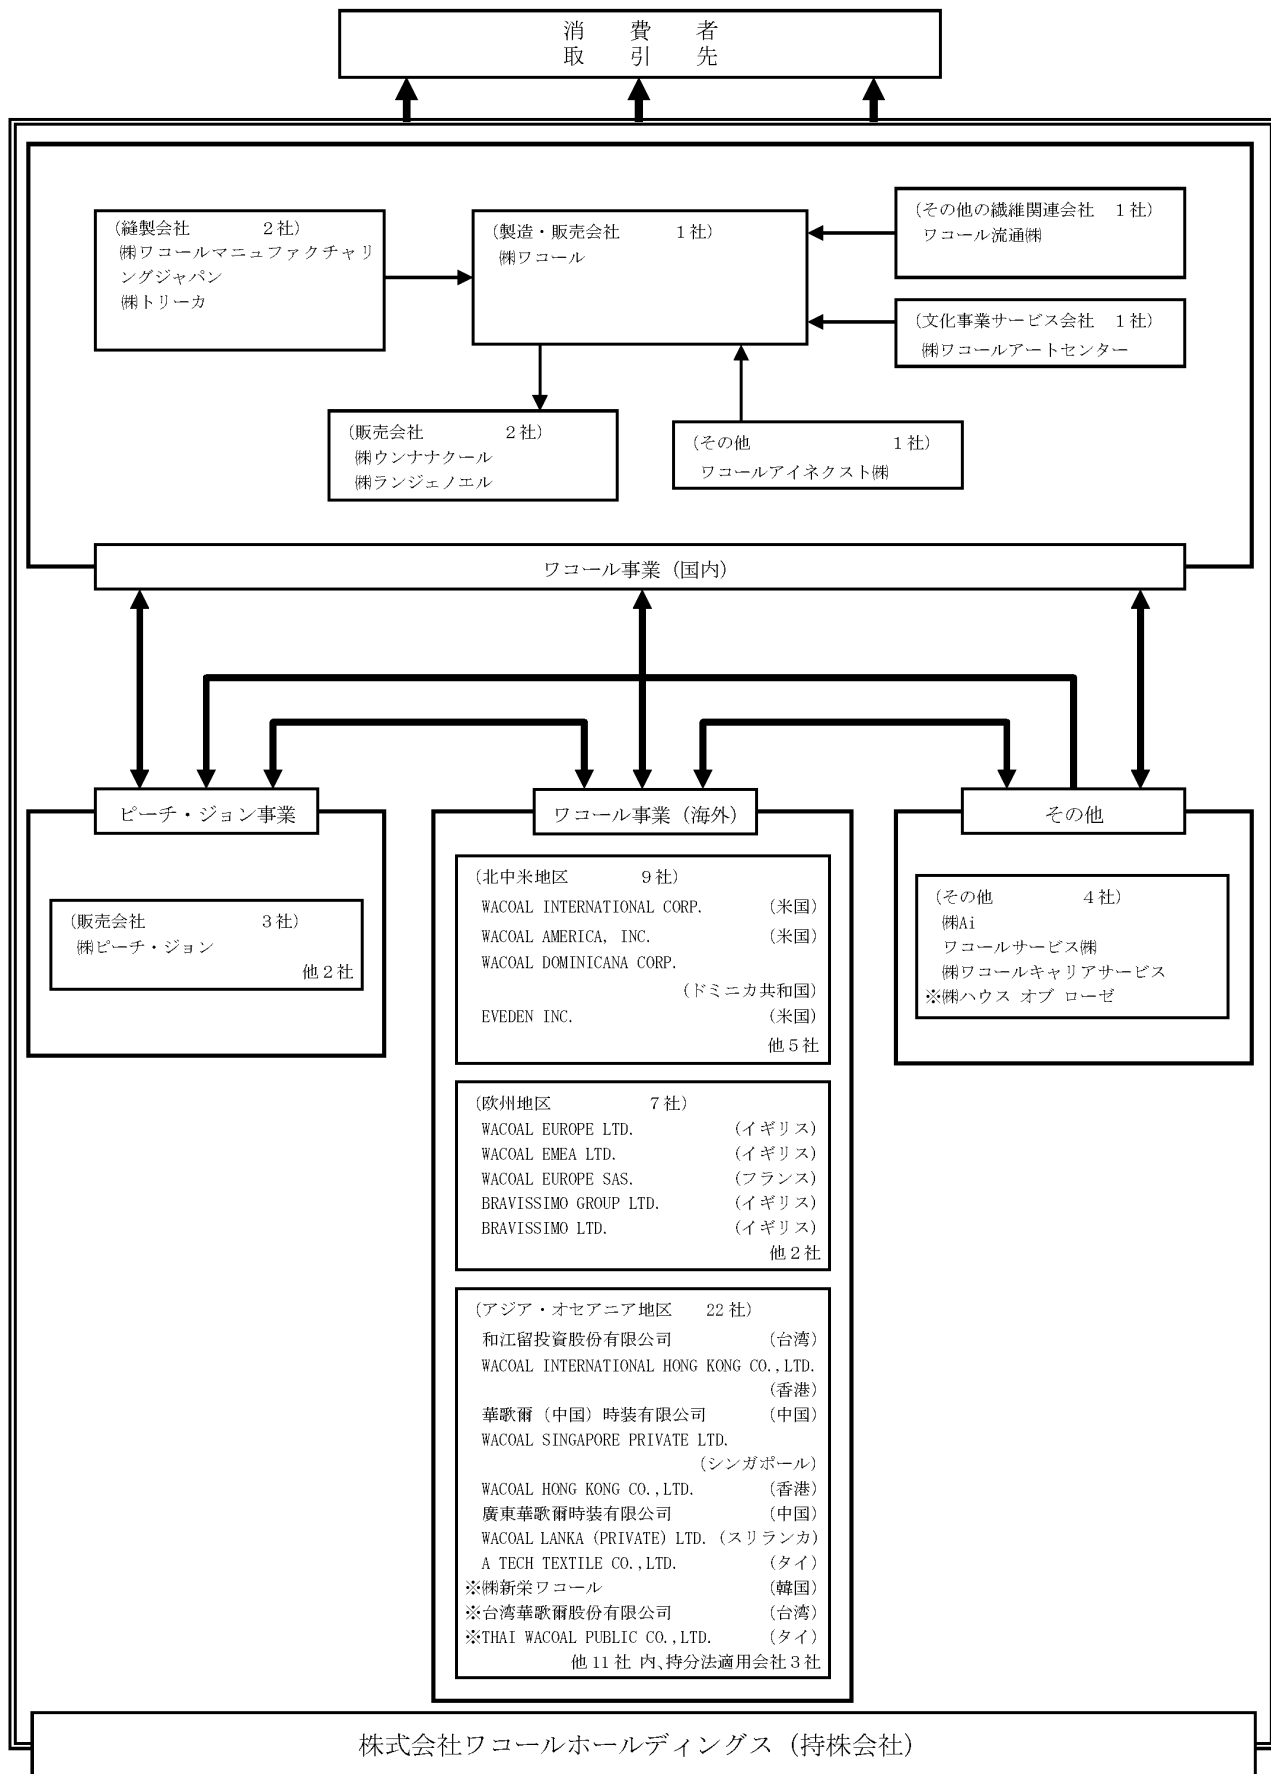 消費者
取引先
(縫製会社 2社)
㈱ワコールマニュファクチャリ
ングジャパン
㈱トリーカ
(製造・販売会社 1社)
㈱ワコール
(その他の繊維関連会社 1社)
ワコール流通㈱
(文化事業サービス会社 1社)
㈱ワコールアートセンター
(販売会社 2社)
㈱ウンナナクール
㈱ランジェノエル
(その他 1社)
ワコールアイネクスト㈱
ワコール事業(国内)
ピーチ・ジョン事業
(販売会社 3社)
㈱ピーチ・ジョン
他2社
ワコール事業(海外)
(北中米地区 9社)
WACOAL INTERNATIONAL CORP. (米国)
WACOAL AMERICA, INC. (米国)
WACOAL DOMINICANA CORP.
(ドミニカ共和国)
EVEDEN INC. (米国)
他5社
(欧州地区 7社)
WACOAL EUROPE LTD. (イギリス)
WACOAL EMEA LTD. (イギリス)
WACOAL EUROPE SAS. (フランス)
BRAVISSIMO GROUP LTD. (イギリス)
BRAVISSIMO LTD. (イギリス)
他2社
(アジア・オセアニア地区 22社)
和江留投資股份有限公司 (台湾)
WACOAL INTERNATIONAL HONG KONG CO.,LTD.
(香港)
華歌爾(中国)時装有限公司 (中国)
WACOAL SINGAPORE PRIVATE LTD.
(シンガポール)
WACOAL HONG KONG CO.,LTD. (香港)
廣東華歌爾時装有限公司 (中国)
WACOAL LANKA (PRIVATE) LTD. (スリランカ)
A TECH TEXTILE CO.,LTD. (タイ)
※㈱新栄ワコール (韓国)
※台湾華歌爾股份有限公司 (台湾)
※THAI WACOAL PUBLIC CO.,LTD. (タイ)
他11社 内、持分法適用会社3社
その他
(その他 4社)
㈱Ai
ワコールサービス㈱
㈱ワコールキャリアサービス
※㈱ハウス オブ ローゼ
株式会社ワコールホールディングス(持株会社)